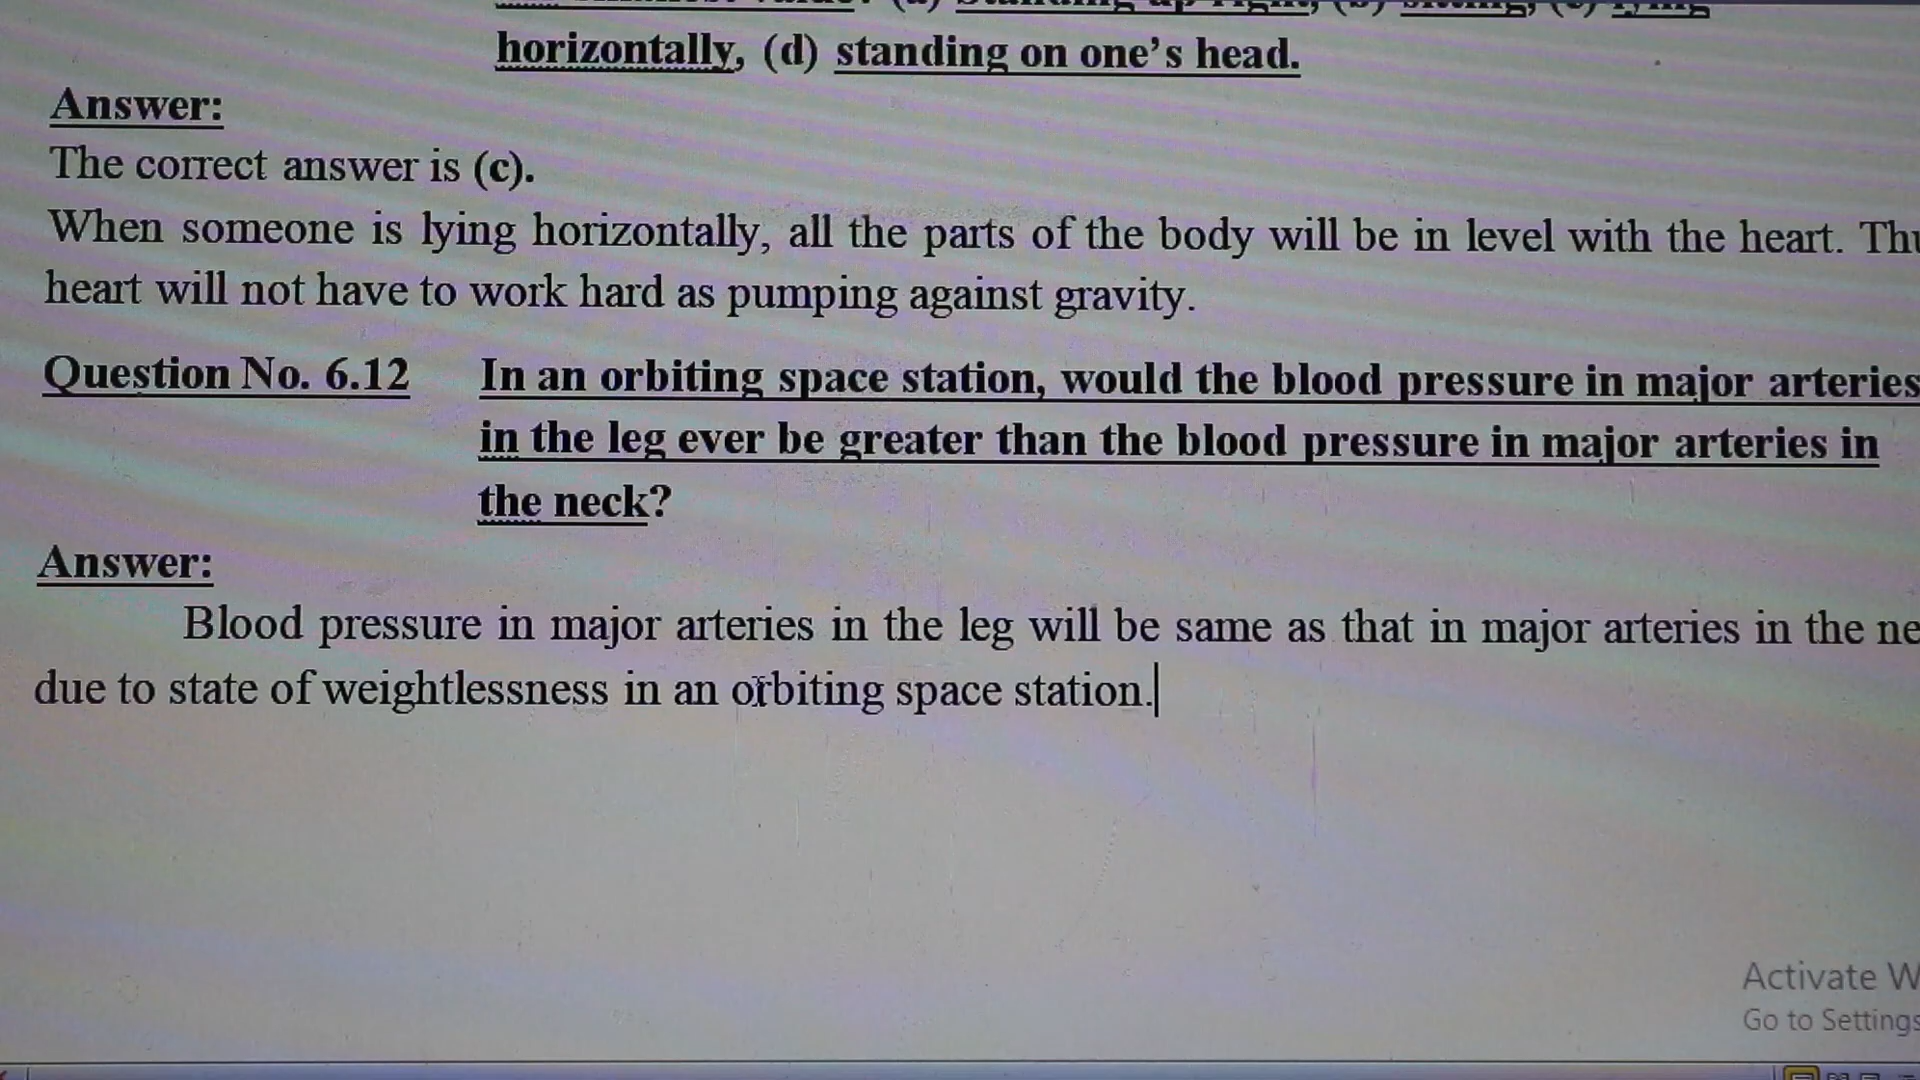 horizontally, (d) standing on one's head.
Answer:
The correct answer is (c).
When someone is lying horizontally, all the parts of the body will be in level with the heart.
heart will not have to work hard as pumping against gravity.
Question No. 6.12 In an orbiting space station, would the blood pressure in major arteries
in the leg ever be greater than the blood pressure in major arteries in
the neck?
Answer:
Blood pressure in major arteries in the leg will be same as that in major arteries in the
due to state of weightlessness in an orbiting space station.
Activate
Go to Settings